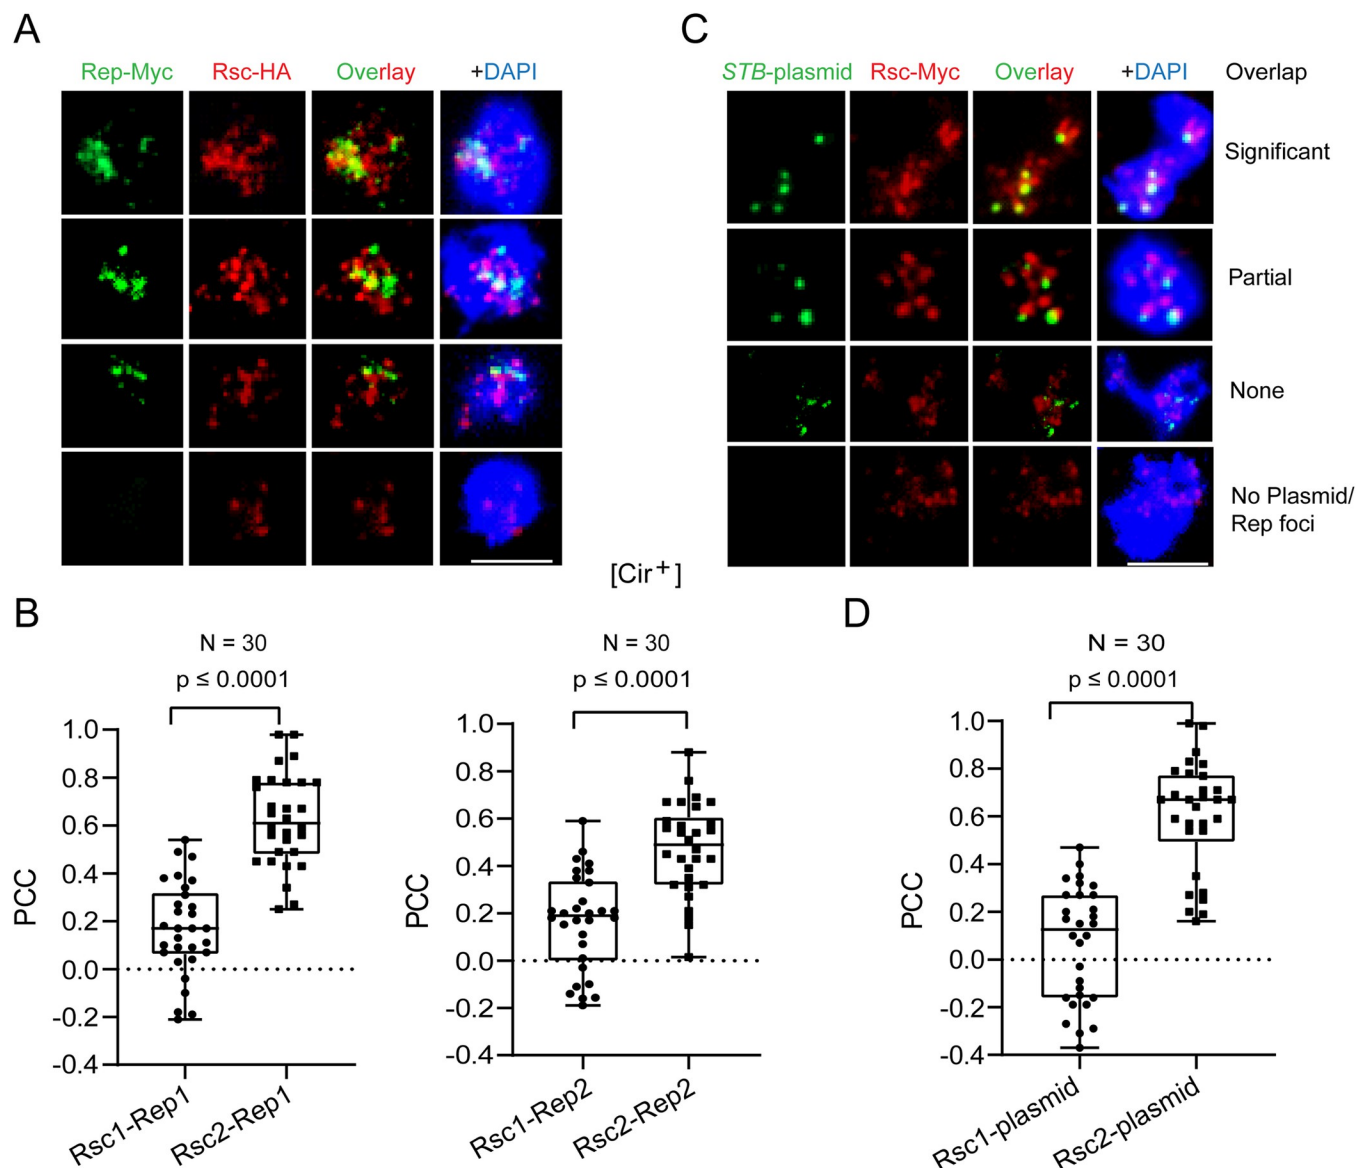 A
Rep-Myc Rsc-HA Overlay +DAPI
C
STB-plasmid Rsc-Myc Overlay +DAPI Overlap
Significant
Partial
None
No Plasmid/
Rep foci
[Cir+]
B
N = 30
p ≤ 0.0001
1.0
0.8
0.6
0.4
0.2
0.0
-0.2
-0.4
PCC
Rsc1-Rep1
Rsc2-Rep1
N = 30
p ≤ 0.0001
1.0
0.8
0.6
0.4
0.2
0.0
-0.2
-0.4
PCC
Rsc1-Rep2
Rsc2-Rep2
D
N = 30
p ≤ 0.0001
1.0
0.8
0.6
0.4
0.2
0.0
-0.2
-0.4
PCC
Rsc1-plasmid
Rsc2-plasmid